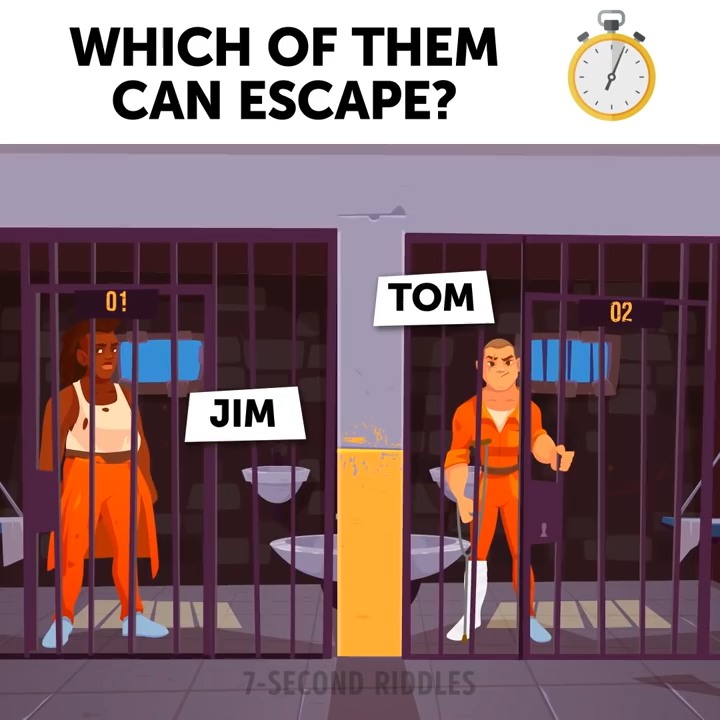 WHICH OF THEM
CAN ESCAPE?
01
TOM
02
JIM
7-SECOND RIDDLES